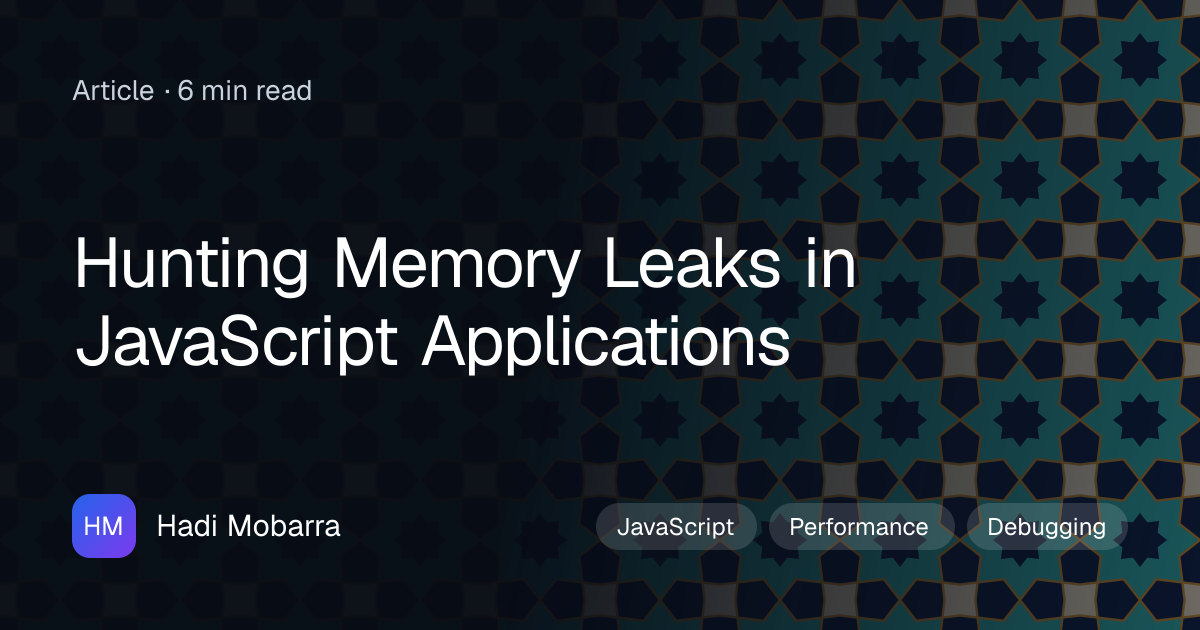 Article · 6 min read
Hunting Memory Leaks in
JavaScript Applications
HM
Hadi Mobarra
JavaScript
Performance
Debugging